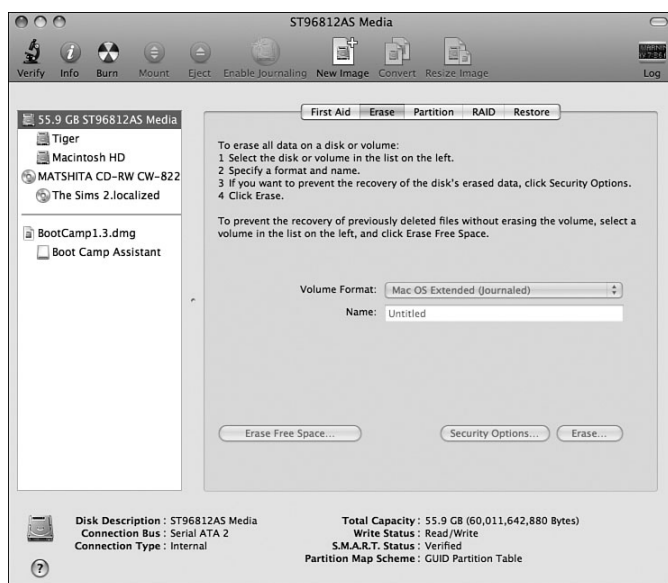 ST96812AS Media
Verify Info Burn Mount Eject Enable Journaling New Image Convert Resize Image Log
55.9 GB ST96812AS Media
Tiger
Macintosh HD
MATSHITA CD-RW CW-822
The Sims 2.localized
BootCamp1.3.dmg
Boot Camp Assistant
First Aid Erase Partition RAID Restore
To erase all data on a disk or volume:
1 Select the disk or volume in the list on the left.
2 Specify a format and name.
3 If you want to prevent the recovery of the disk's erased data, click Security Options.
4 Click Erase.
To prevent the recovery of previously deleted files without erasing the volume, select a
volume in the list on the left, and click Erase Free Space.
Volume Format: Mac OS Extended (Journaled)
Name: Untitled
Erase Free Space... Security Options... Erase...
Disk Description : ST96812AS Media
Connection Bus : Serial ATA 2
Connection Type : Internal
Total Capacity : 55.9 GB (60,011,642,880 Bytes)
Write Status : Read/Write
S.M.A.R.T. Status : Verified
Partition Map Scheme : GUID Partition Table
?